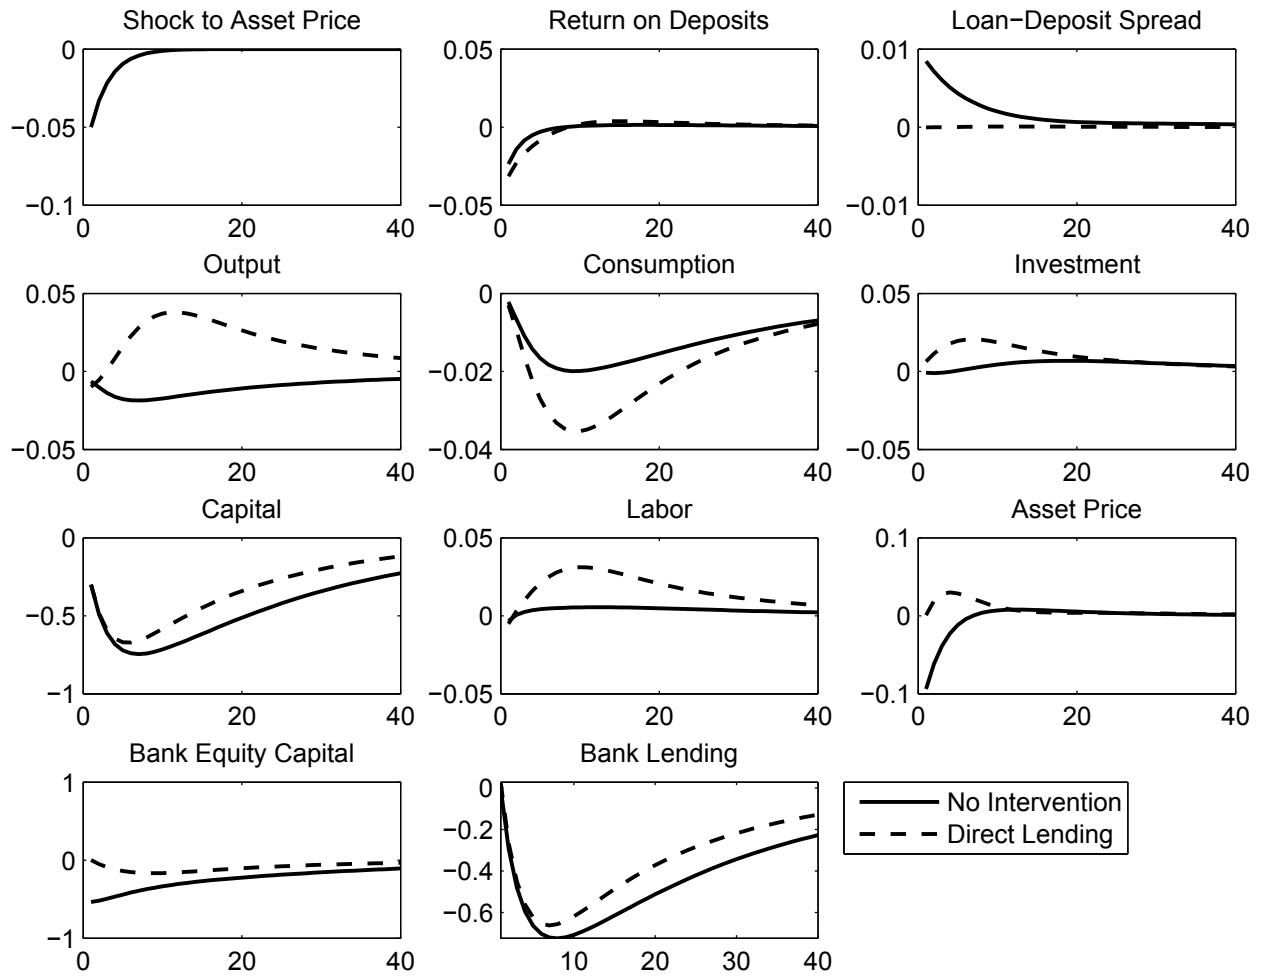 Shock to Asset Price
0
−0.05
−0.1
0 20 40
Return on Deposits
0.05
0
−0.05
0 20 40
Loan−Deposit Spread
0.01
0
−0.01
0 20 40
Output
0.05
0
−0.05
0 20 40
Consumption
0
−0.02
−0.04
0 20 40
Investment
0.05
0
−0.05
0 20 40
Capital
0
−0.5
−1
0 20 40
Labor
0.05
0
−0.05
0 20 40
Asset Price
0.1
0
−0.1
0 20 40
Bank Equity Capital
1
0
−1
0 20 40
Bank Lending
0
−0.2
−0.4
−0.6
10 20 30 40
No Intervention
Direct Lending